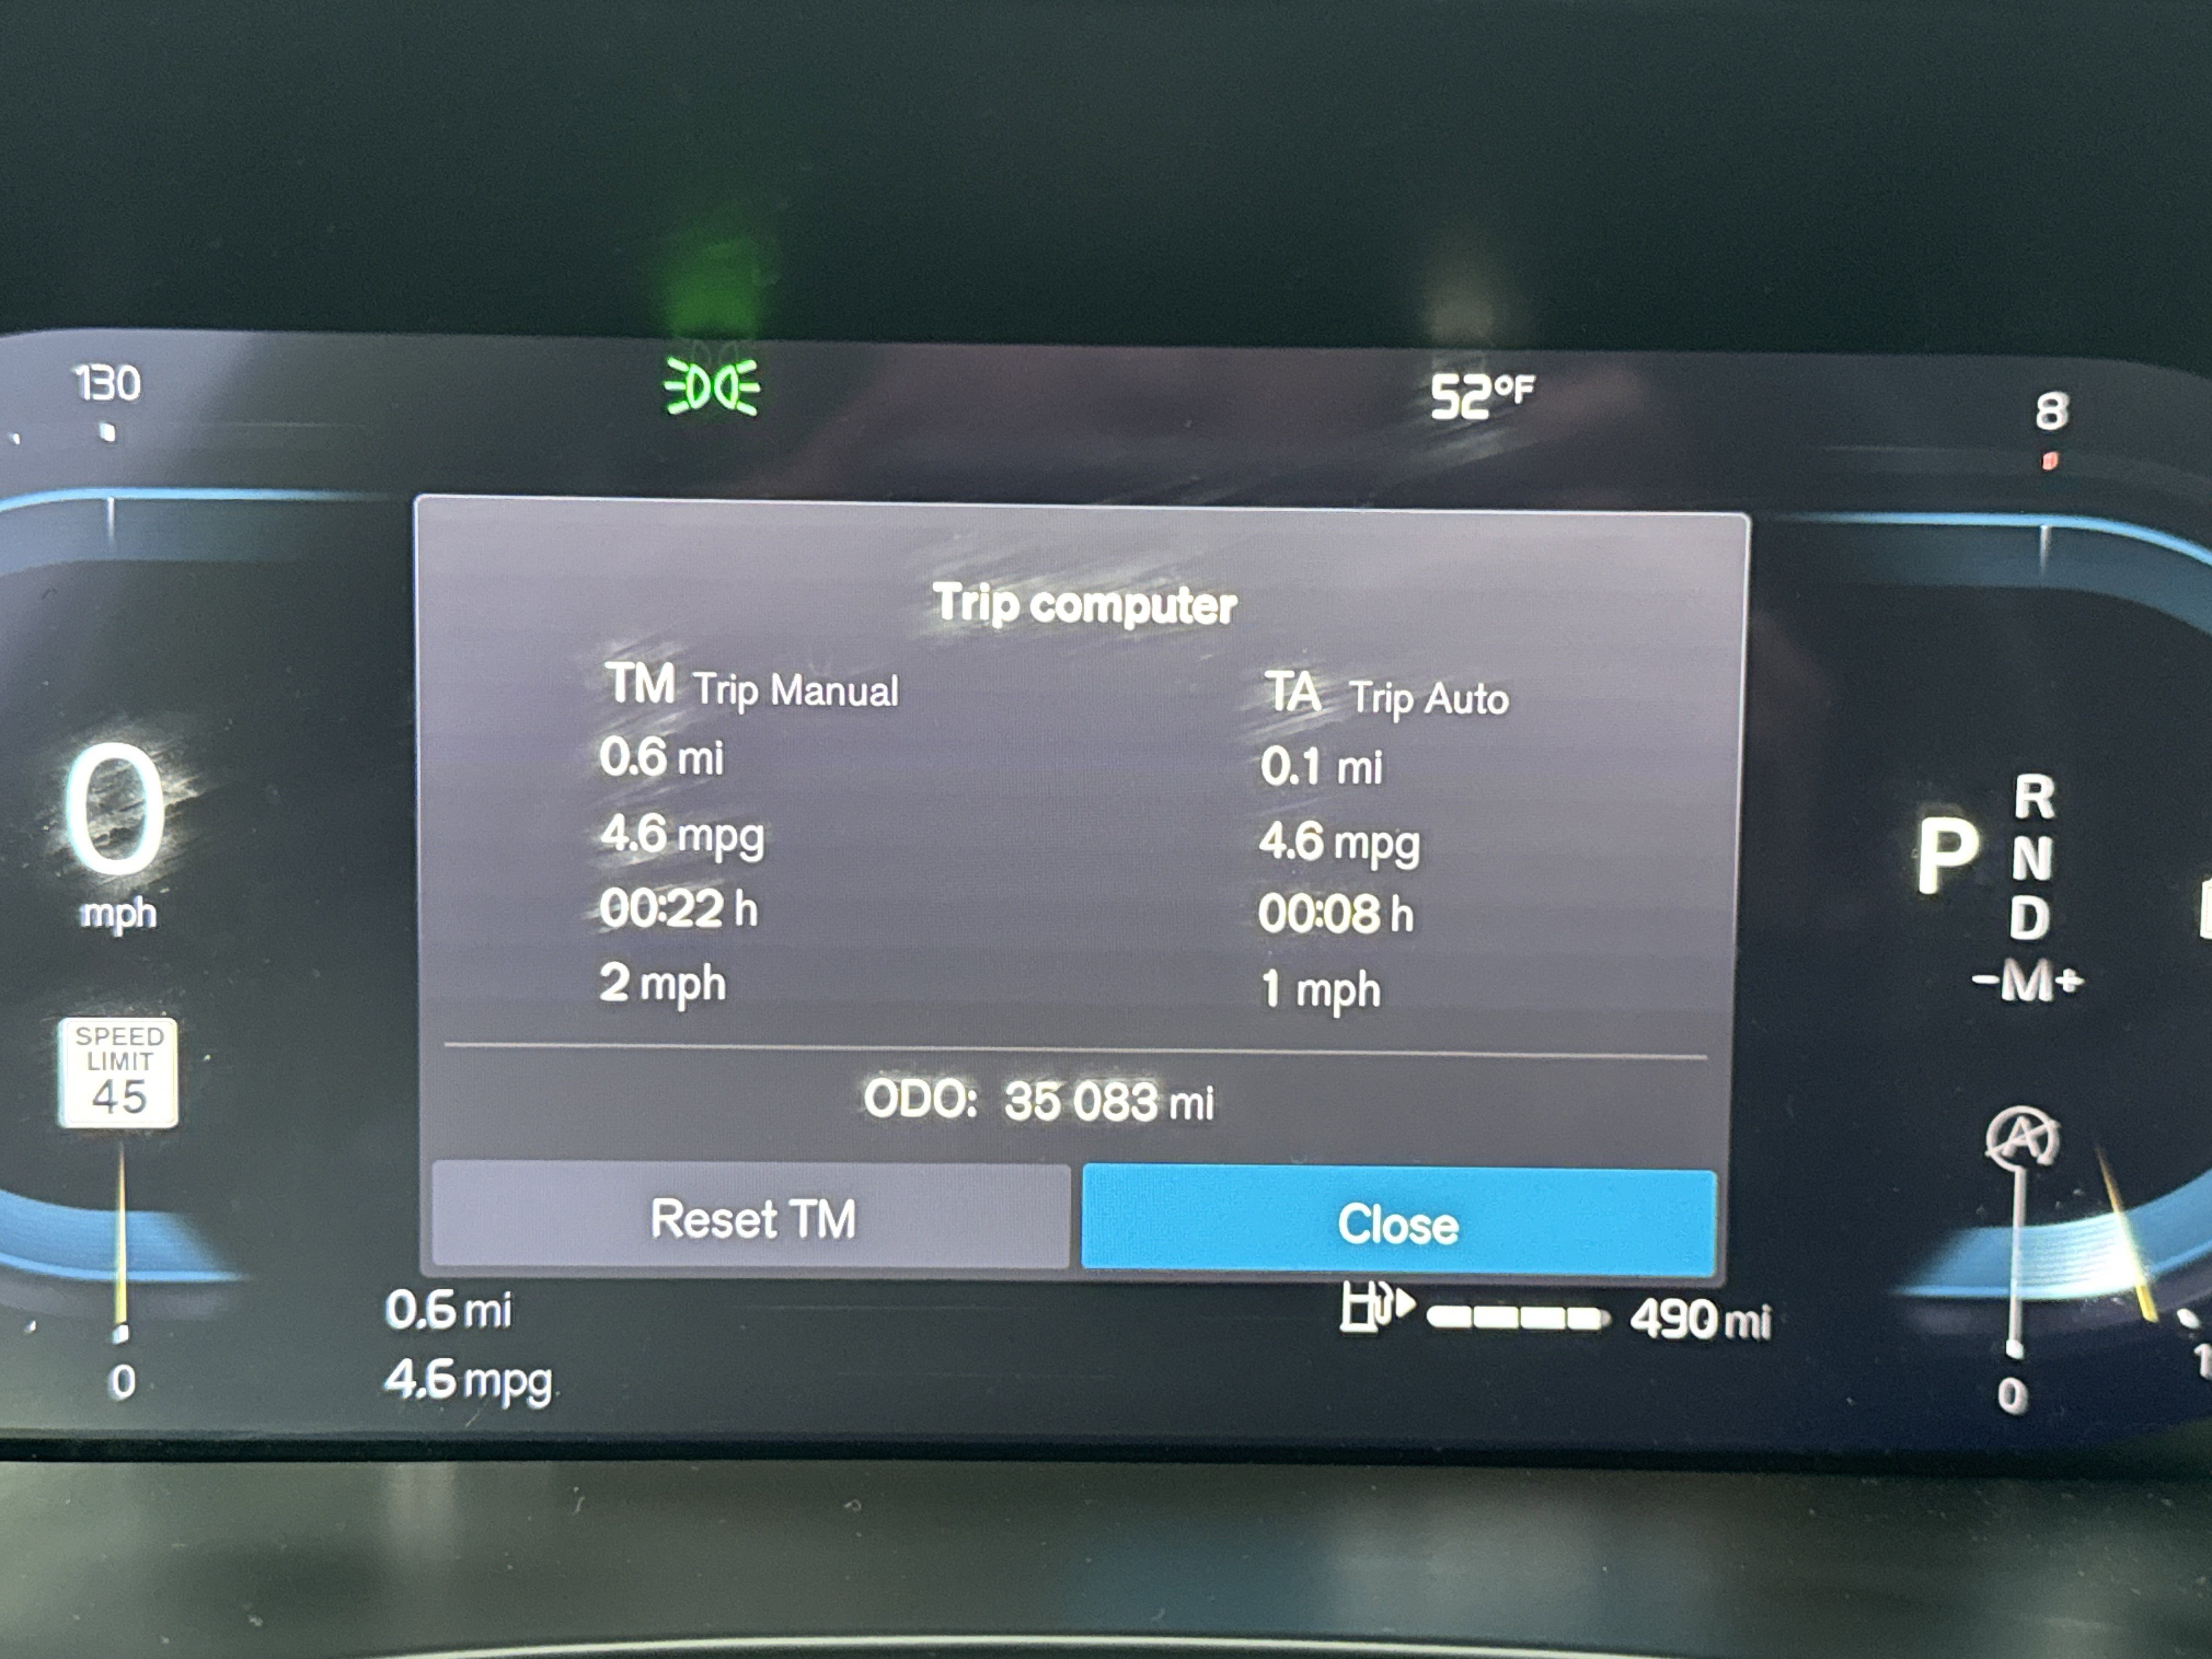 130
52°F
8
Trip computer
TM Trip Manual
TA Trip Auto
0.6 mi
0.1 mi
4.6 mpg
4.6 mpg
00:22 h
00:08 h
2 mph
1 mph
ODO: 35 083 mi
Reset TM
Close
0
mph
SPEED
LIMIT
45
0
0.6 mi
4.6 mpg
490 mi
P
R
N
D
-M+
A
0
1